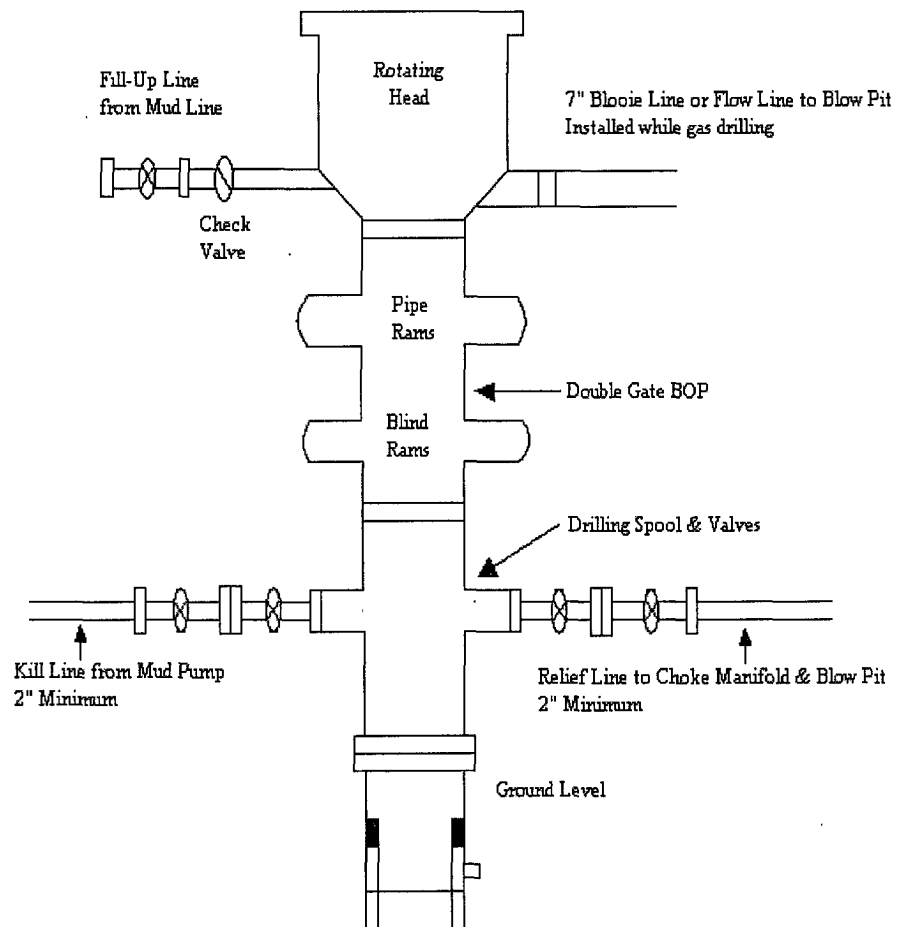 Rotating
Head
Fill-Up Line
from Mud Line
7" Blooie Line or Flow Line to Blow Pit
Installed while gas drilling
Check
Valve
Pipe
Rams
Double Gate BOP
Blind
Rams
Drilling Spool & Valves
Kill Line from Mud Pump
2" Minimum
Relief Line to Choke Manifold & Blow Pit
2" Minimum
Ground Level